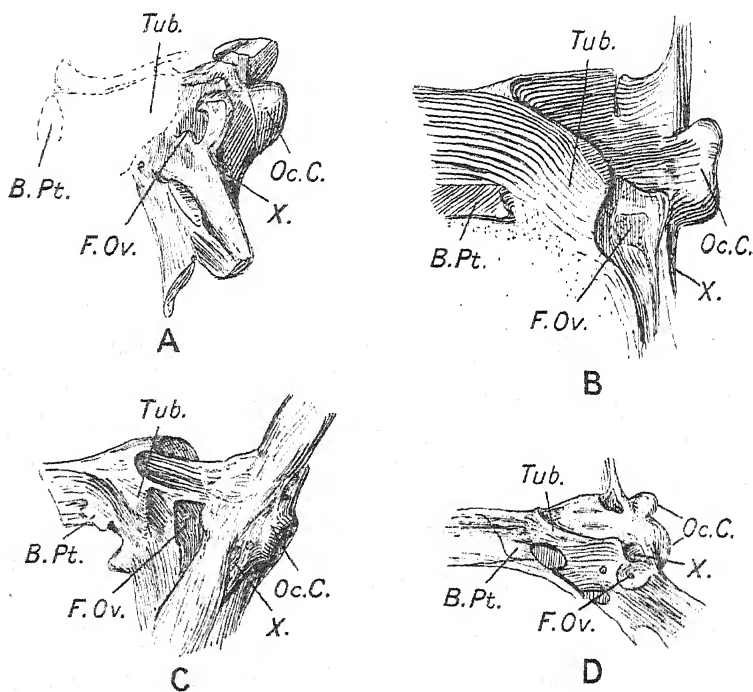 Tub.
B.Pt.
Oc.C.
X.
F.Ov.
A
Tub.
B.Pt.
Oc.C.
X.
F.Ov.
B
Tub.
B.Pt.
F.Ov.
Oc.C.
X.
C
Tub.
Oc.C.
X.
B.Pt.
F.Ov.
D